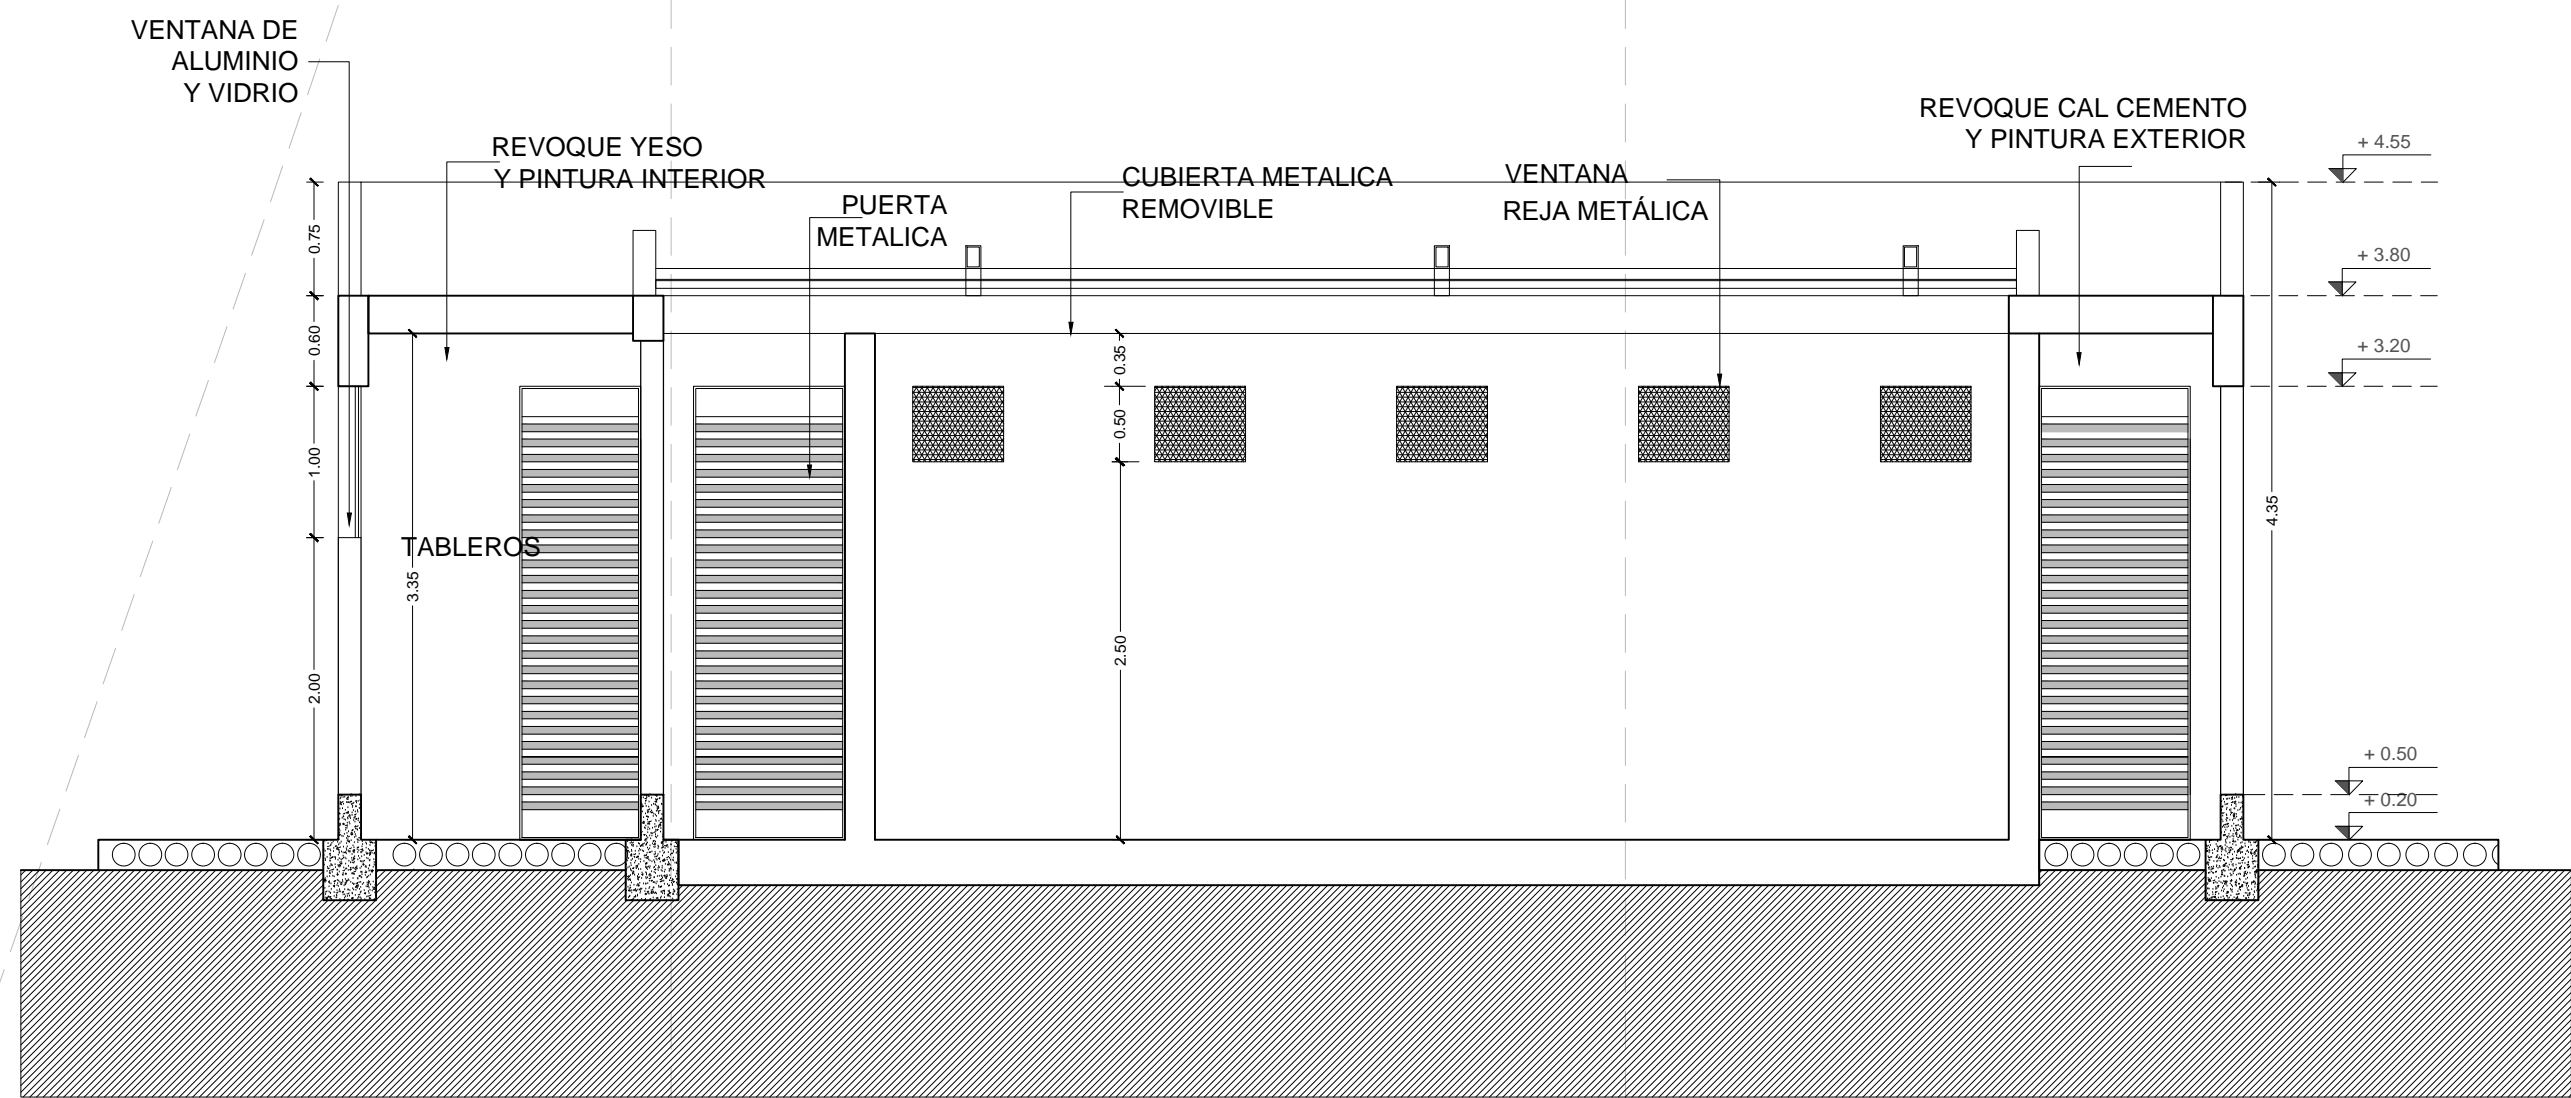 VENTANA DE
ALUMINIO
Y VIDRIO
REVOQUE YESO
Y PINTURA INTERIOR
PUERTA
METALICA
CUBIERTA METALICA
REMOVIBLE
VENTANA
REJA METÁLICA
REVOQUE CAL CEMENTO
Y PINTURA EXTERIOR
+ 4.55
+ 3.80
+ 3.20
+ 0.50
+ 0.20
0.75
0.60
1.00
2.00
TABLEROS
3.35
0.35
0.50
2.50
4.35